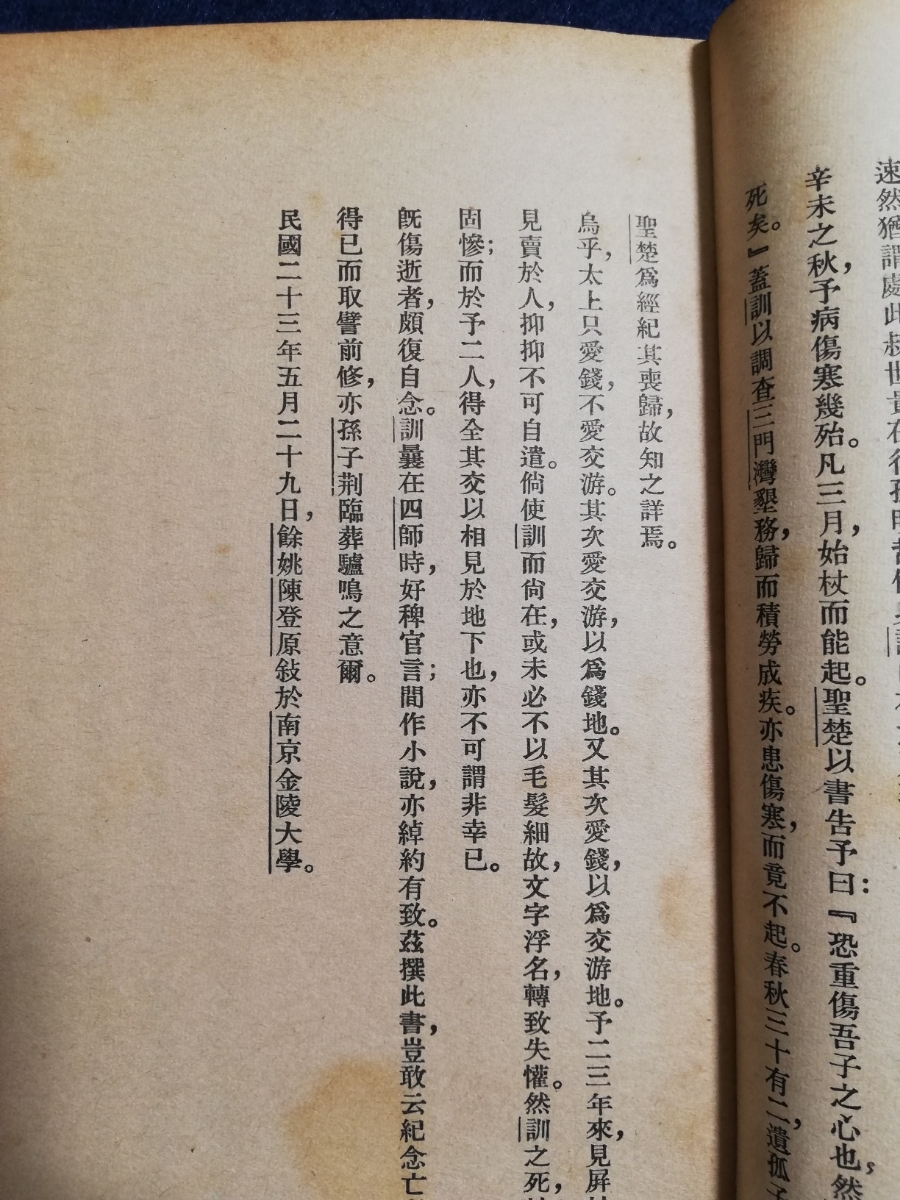 速然猶謂處此叔世貴在
辛未之秋，予病傷寒幾殆。凡三月，始杖而能起。聖楚以書告予曰：『恐重傷吾子之心也，然
死矣。』蓋訓以調查三門灣墾務，歸而積勞成疾。亦患傷寒，而竟不起。春秋三十有二，遺孤子
聖楚爲經紀其喪歸，故知之詳焉。
烏乎，太上只愛錢，不愛交游。其次愛交游，以爲錢地。又其次愛錢，以爲交游地。予二三年來，見屏
見賣於人，抑抑不可自遣。倘使訓而尙在，或未必不以毛髮細故，文字浮名，轉致失懽。然訓之死，
固慘；而於予二人，得全其交以相見於地下也，亦不可謂非幸已。
旣傷逝者，頗復自念。訓曩在四師時，好稗官言；間作小說，亦綽約有致。茲撰此書，豈敢云紀念亡
得已而取譬前修，亦孫子荆臨葬驢鳴之意爾。
民國二十三年五月二十九日，餘姚陳登原敍於南京金陵大學。